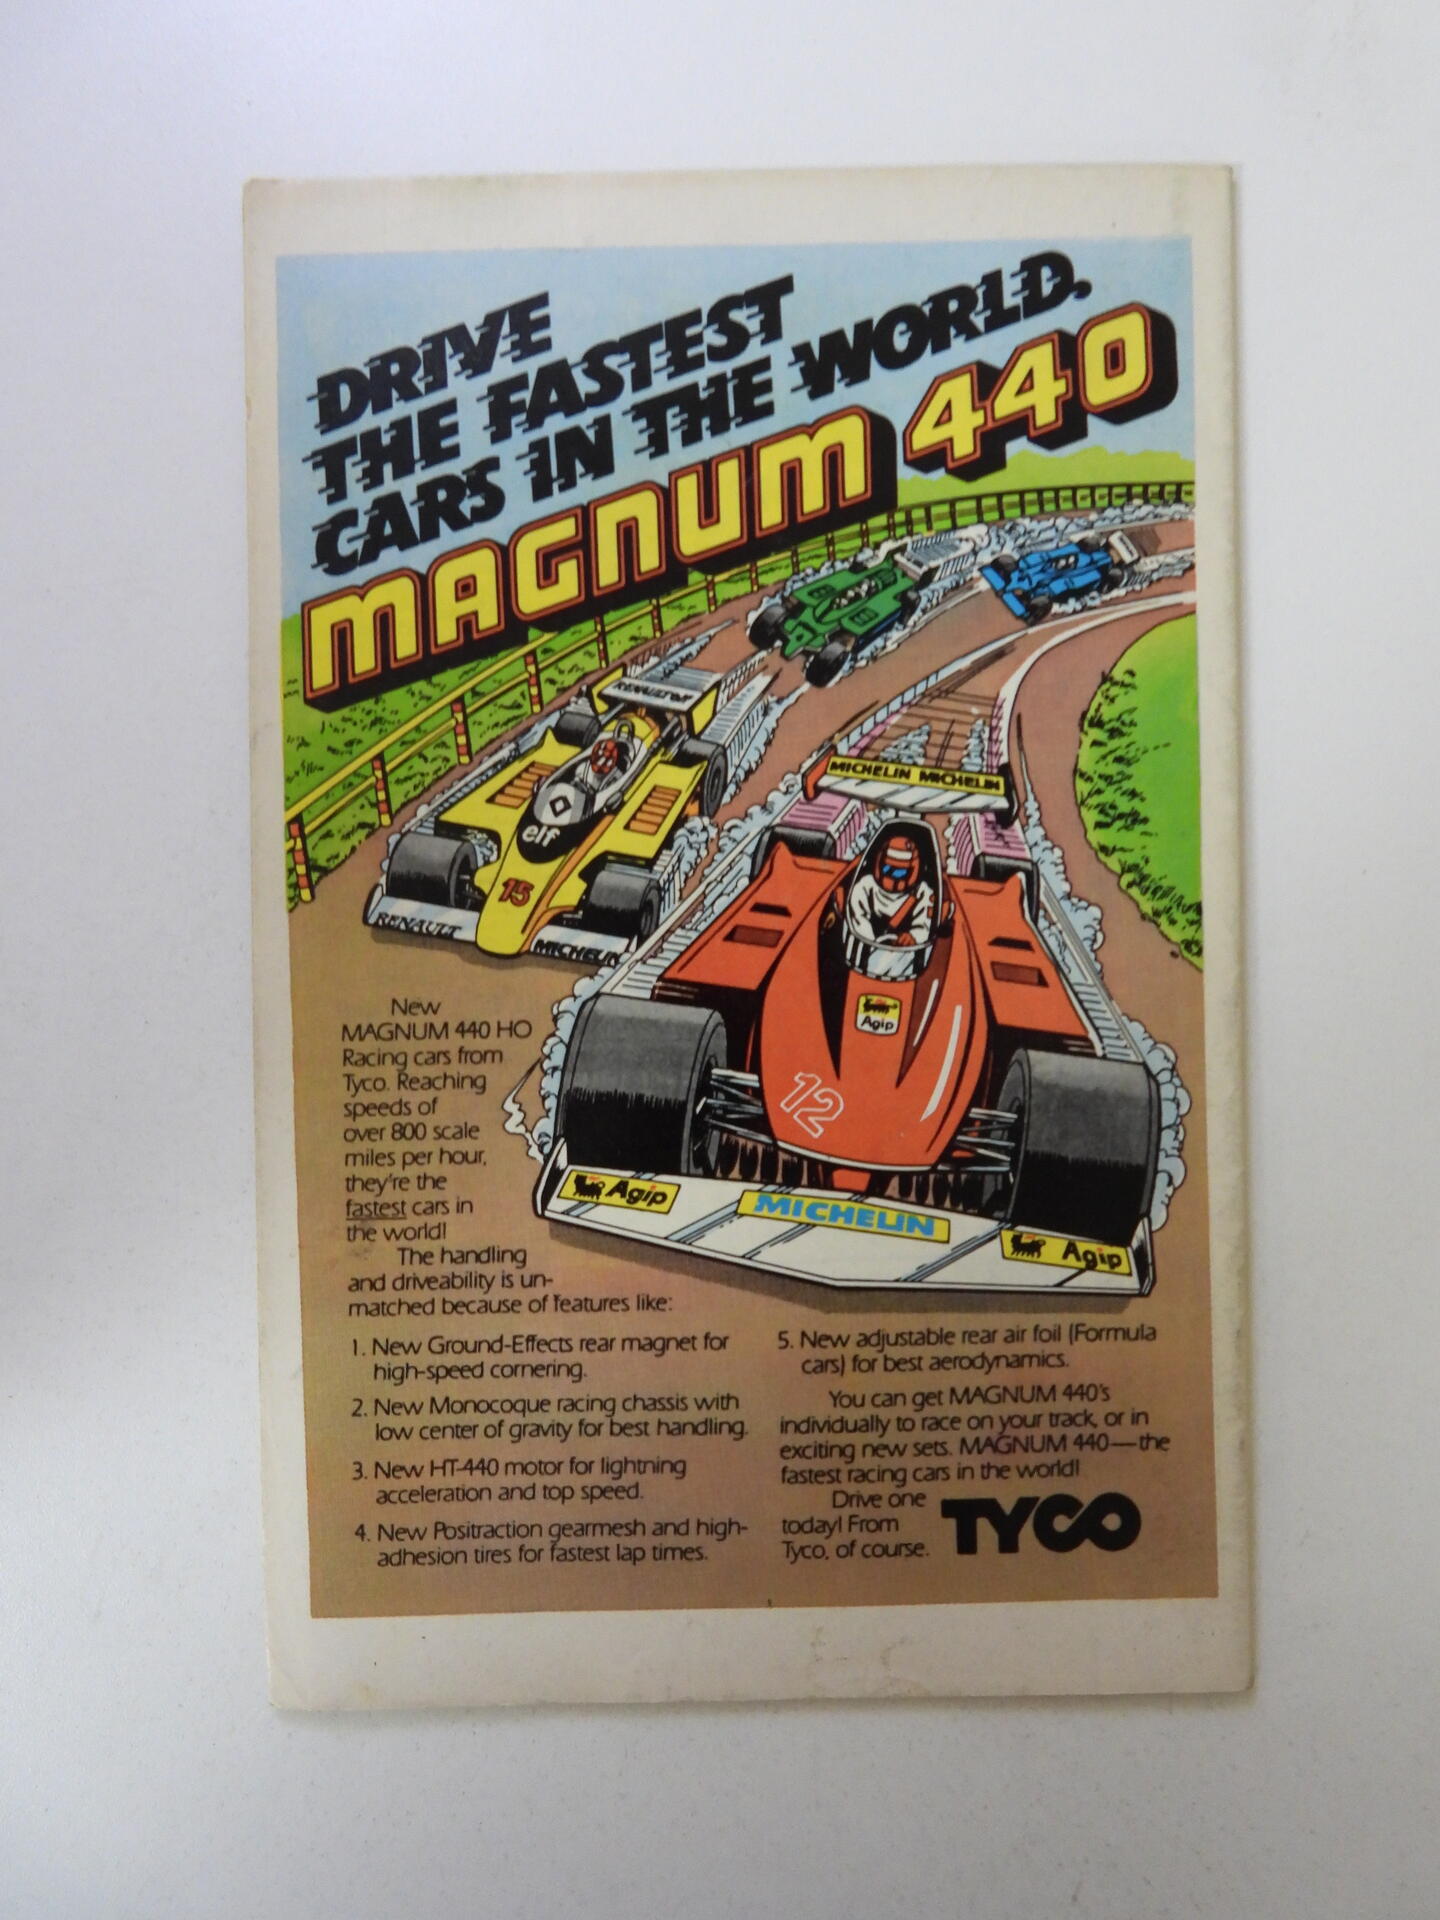 DRIVE
THE FASTEST
CARS IN THE WORLD.
MAGNUM 440
RENAULT elf
MICHELIN MICHELIN
elf
15
RENAULT
MICHELIN
Agip
12
Agip
MICHELIN
Agip
New
MAGNUM 440 HO
Racing cars from
Tyco. Reaching
speeds of
over 800 scale
miles per hour,
they're the
fastest cars in
the world!
The handling
and driveability is un-
matched because of features like:
1. New Ground-Effects rear magnet for
high-speed cornering.
2. New Monocoque racing chassis with
low center of gravity for best handling.
3. New HT-440 motor for lightning
acceleration and top speed.
4. New Positraction gearmesh and high-
adhesion tires for fastest lap times.
5. New adjustable rear air foil (Formula
cars) for best aerodynamics.
You can get MAGNUM 440's
individually to race on your track, or in
exciting new sets. MAGNUM 440—the
fastest racing cars in the world!
Drive one
today! From
Tyco, of course.
TYCO